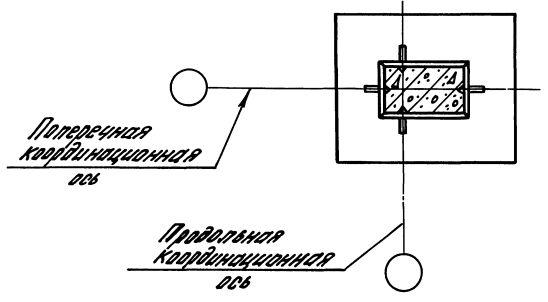 Поперечная
координационная
ось
Продольная
координационная
ось